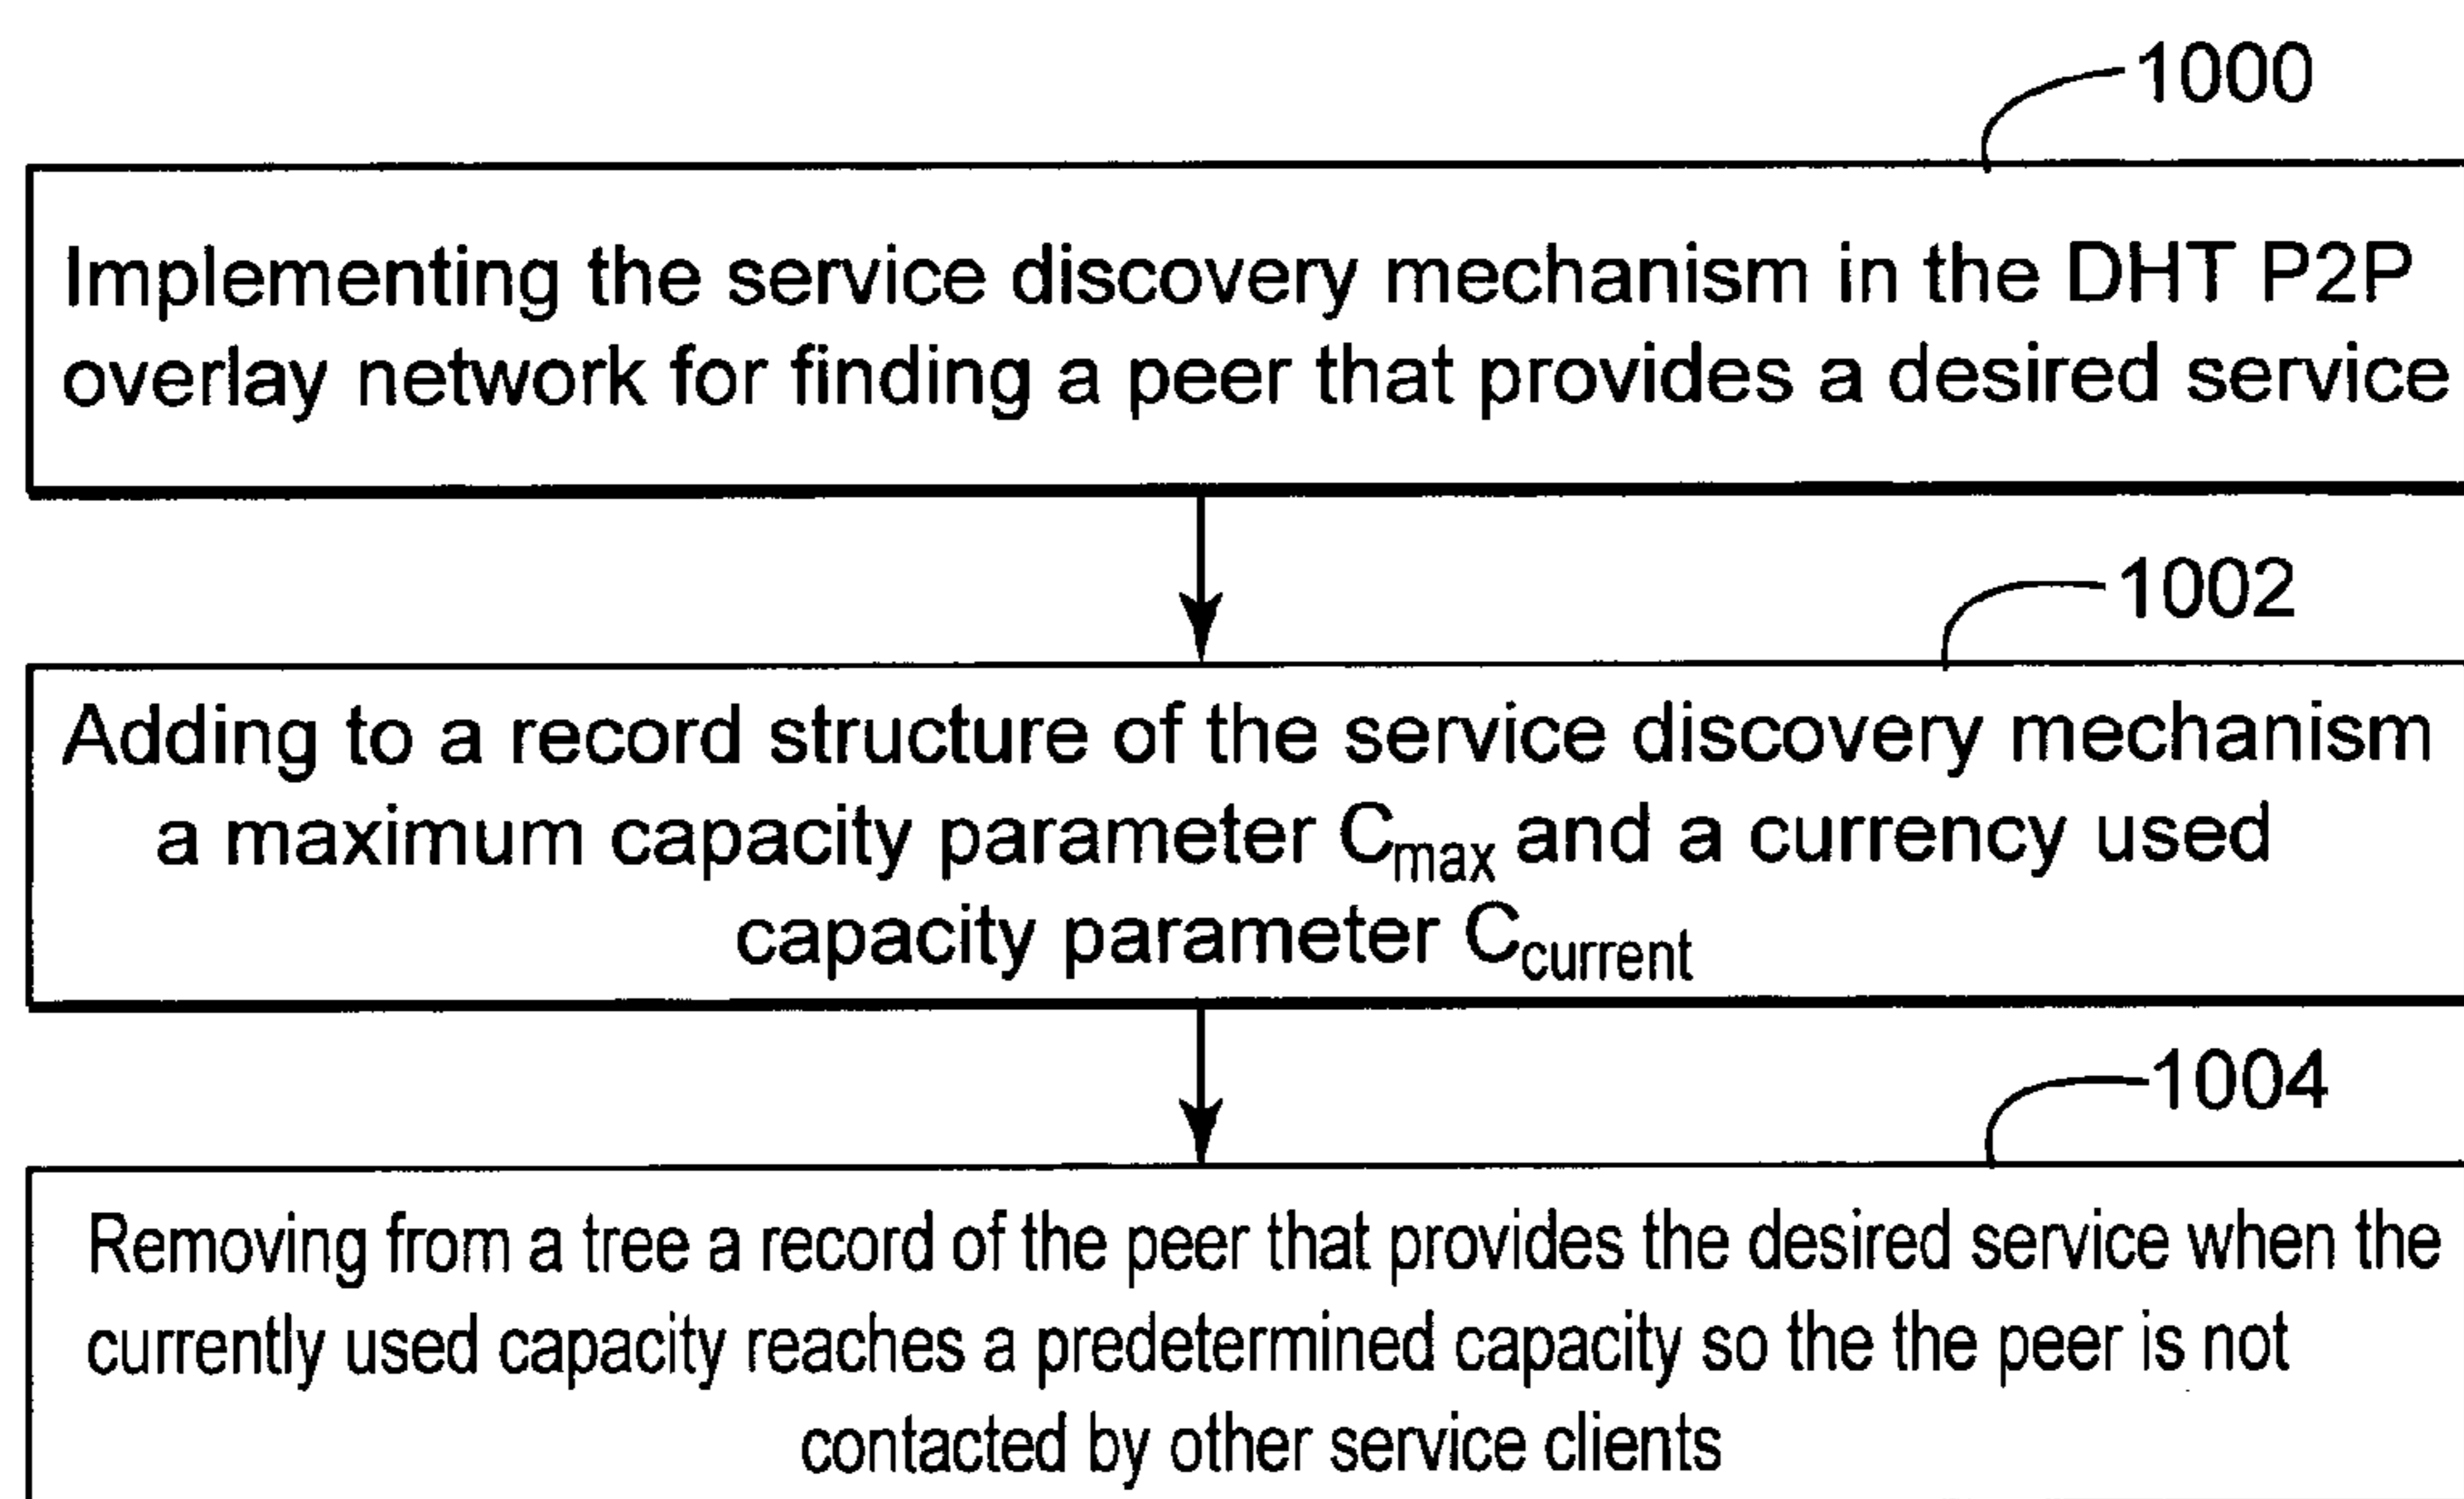 1000
Implementing the service discovery mechanism in the DHT P2P
overlay network for finding a peer that provides a desired service
1002
Adding to a record structure of the service discovery mechanism
a maximum capacity parameter Cmax and a currency used
capacity parameter Ccurrent
1004
Removing from a tree a record of the peer that provides the desired service when the
currently used capacity reaches a predetermined capacity so the the peer is not
contacted by other service clients